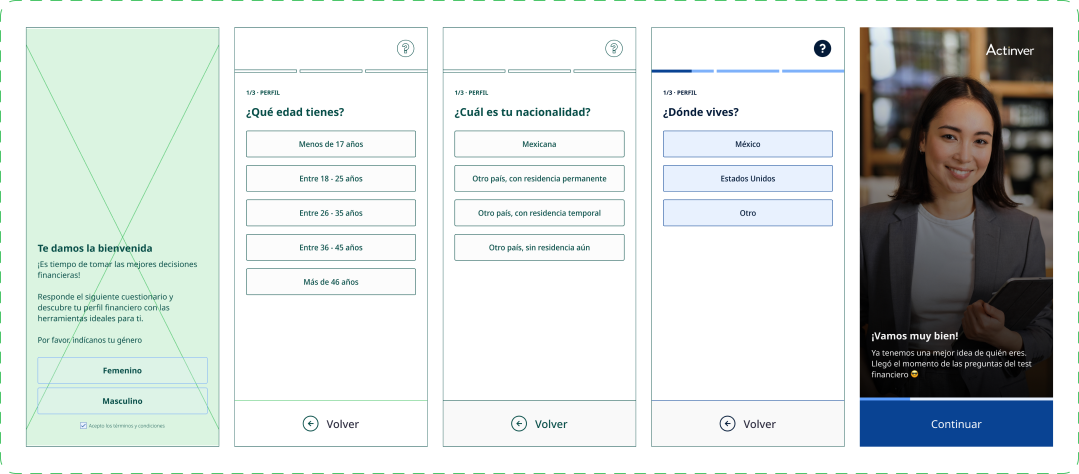 Te damos la bienvenida
¡Es tiempo de tomar las mejores decisiones
financieras!
Responde el siguiente cuestionario y
descubre tu perfil financiero con las
herramientas ideales para ti.
Por favor, indícanos tu género
Femenino
Masculino
Acepto los términos y condiciones
?
1/3 · PERFIL
¿Qué edad tienes?
Menos de 17 años
Entre 18 - 25 años
Entre 26 - 35 años
Entre 36 - 45 años
Más de 46 años
Volver
?
1/3 · PERFIL
¿Cuál es tu nacionalidad?
Mexicana
Otro país, con residencia permanente
Otro país, con residencia temporal
Otro país, sin residencia aún
Volver
?
1/3 · PERFIL
¿Dónde vives?
México
Estados Unidos
Otro
Volver
Actinver
¡Vamos muy bien!
Ya tenemos una mejor idea de quién eres.
Llegó el momento de las preguntas del test
financiero 😎
Continuar